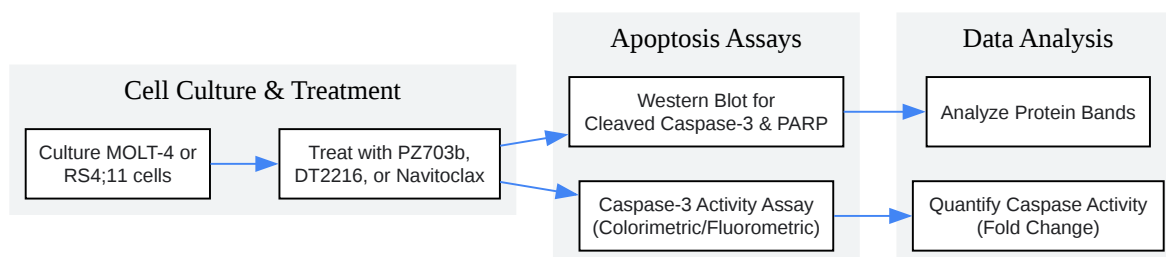 Cell Culture & Treatment
Culture MOLT-4 or
RS4;11 cells
Treat with PZ703b,
DT2216, or Navitoclax
Apoptosis Assays
Western Blot for
Cleaved Caspase-3 & PARP
Caspase-3 Activity Assay
(Colorimetric/Fluorometric)
Data Analysis
Analyze Protein Bands
Quantify Caspase Activity
(Fold Change)